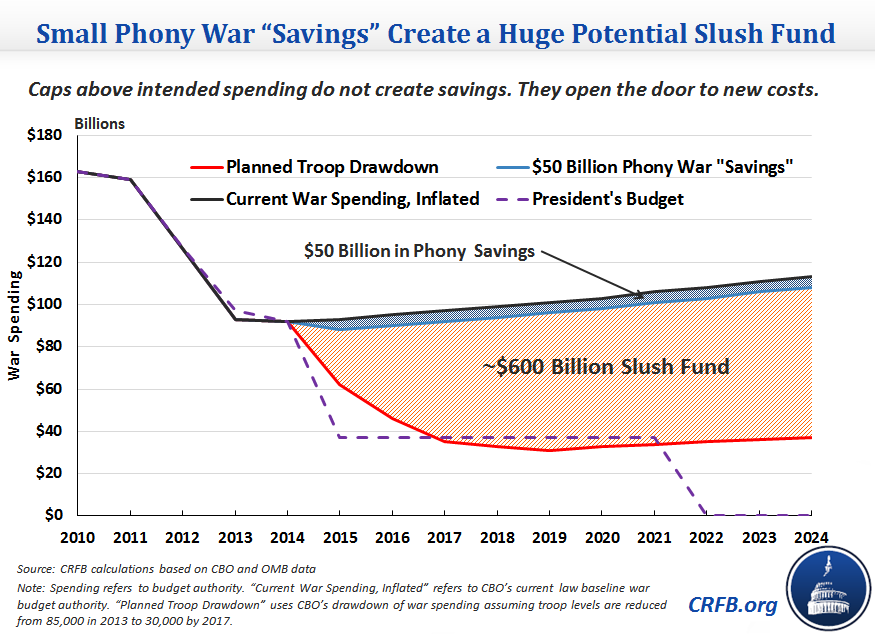 Small Phony War “Savings” Create a Huge Potential Slush Fund
Caps above intended spending do not create savings. They open the door to new costs.
Billions
$180
$160
$140
$120
$100
$80
$60
$40
$20
$0
War Spending
Planned Troop Drawdown
$50 Billion Phony War "Savings"
Current War Spending, Inflated
President's Budget
$50 Billion in Phony Savings
~$600 Billion Slush Fund
2010 2011 2012 2013 2014 2015 2016 2017 2018 2019 2020 2021 2022 2023 2024
Source: CRFB calculations based on CBO and OMB data
Note: Spending refers to budget authority. “Current War Spending, Inflated” refers to CBO’s current law baseline war
budget authority. “Planned Troop Drawdown” uses CBO’s drawdown of war spending assuming troop levels are reduced
from 85,000 in 2013 to 30,000 by 2017.
CRFB.org